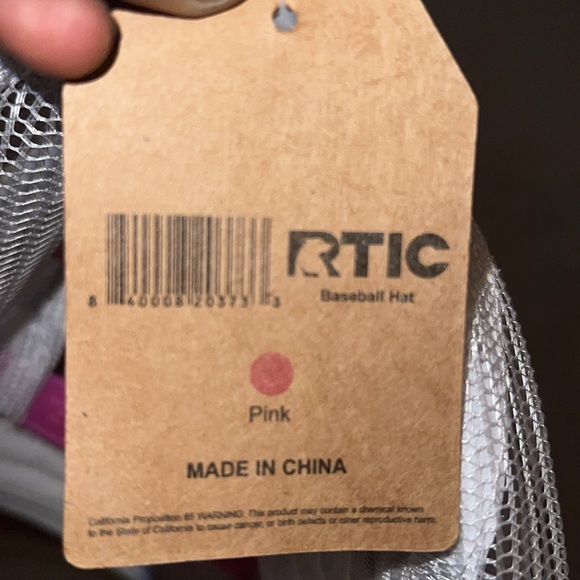 RTIC
Baseball Hat
8 40008 20373 3
Pink
MADE IN CHINA
California Proposition 65 WARNING: This product may contain a chemical known
to the State of California to cause cancer, or birth defects or other reproductive harm.